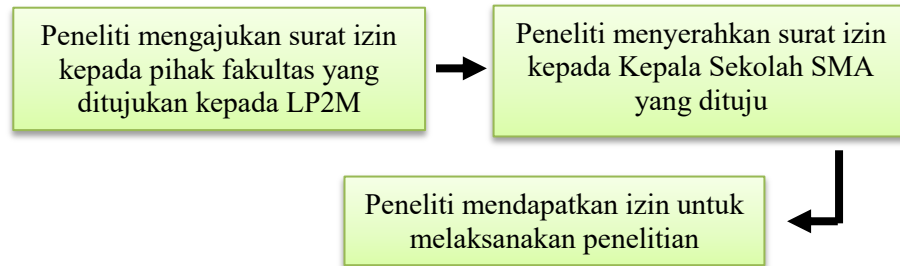 Peneliti mengajukan surat izin
kepada pihak fakultas yang
ditujukan kepada LP2M
Peneliti menyerahkan surat izin
kepada Kepala Sekolah SMA
yang dituju
Peneliti mendapatkan izin untuk
melaksanakan penelitian